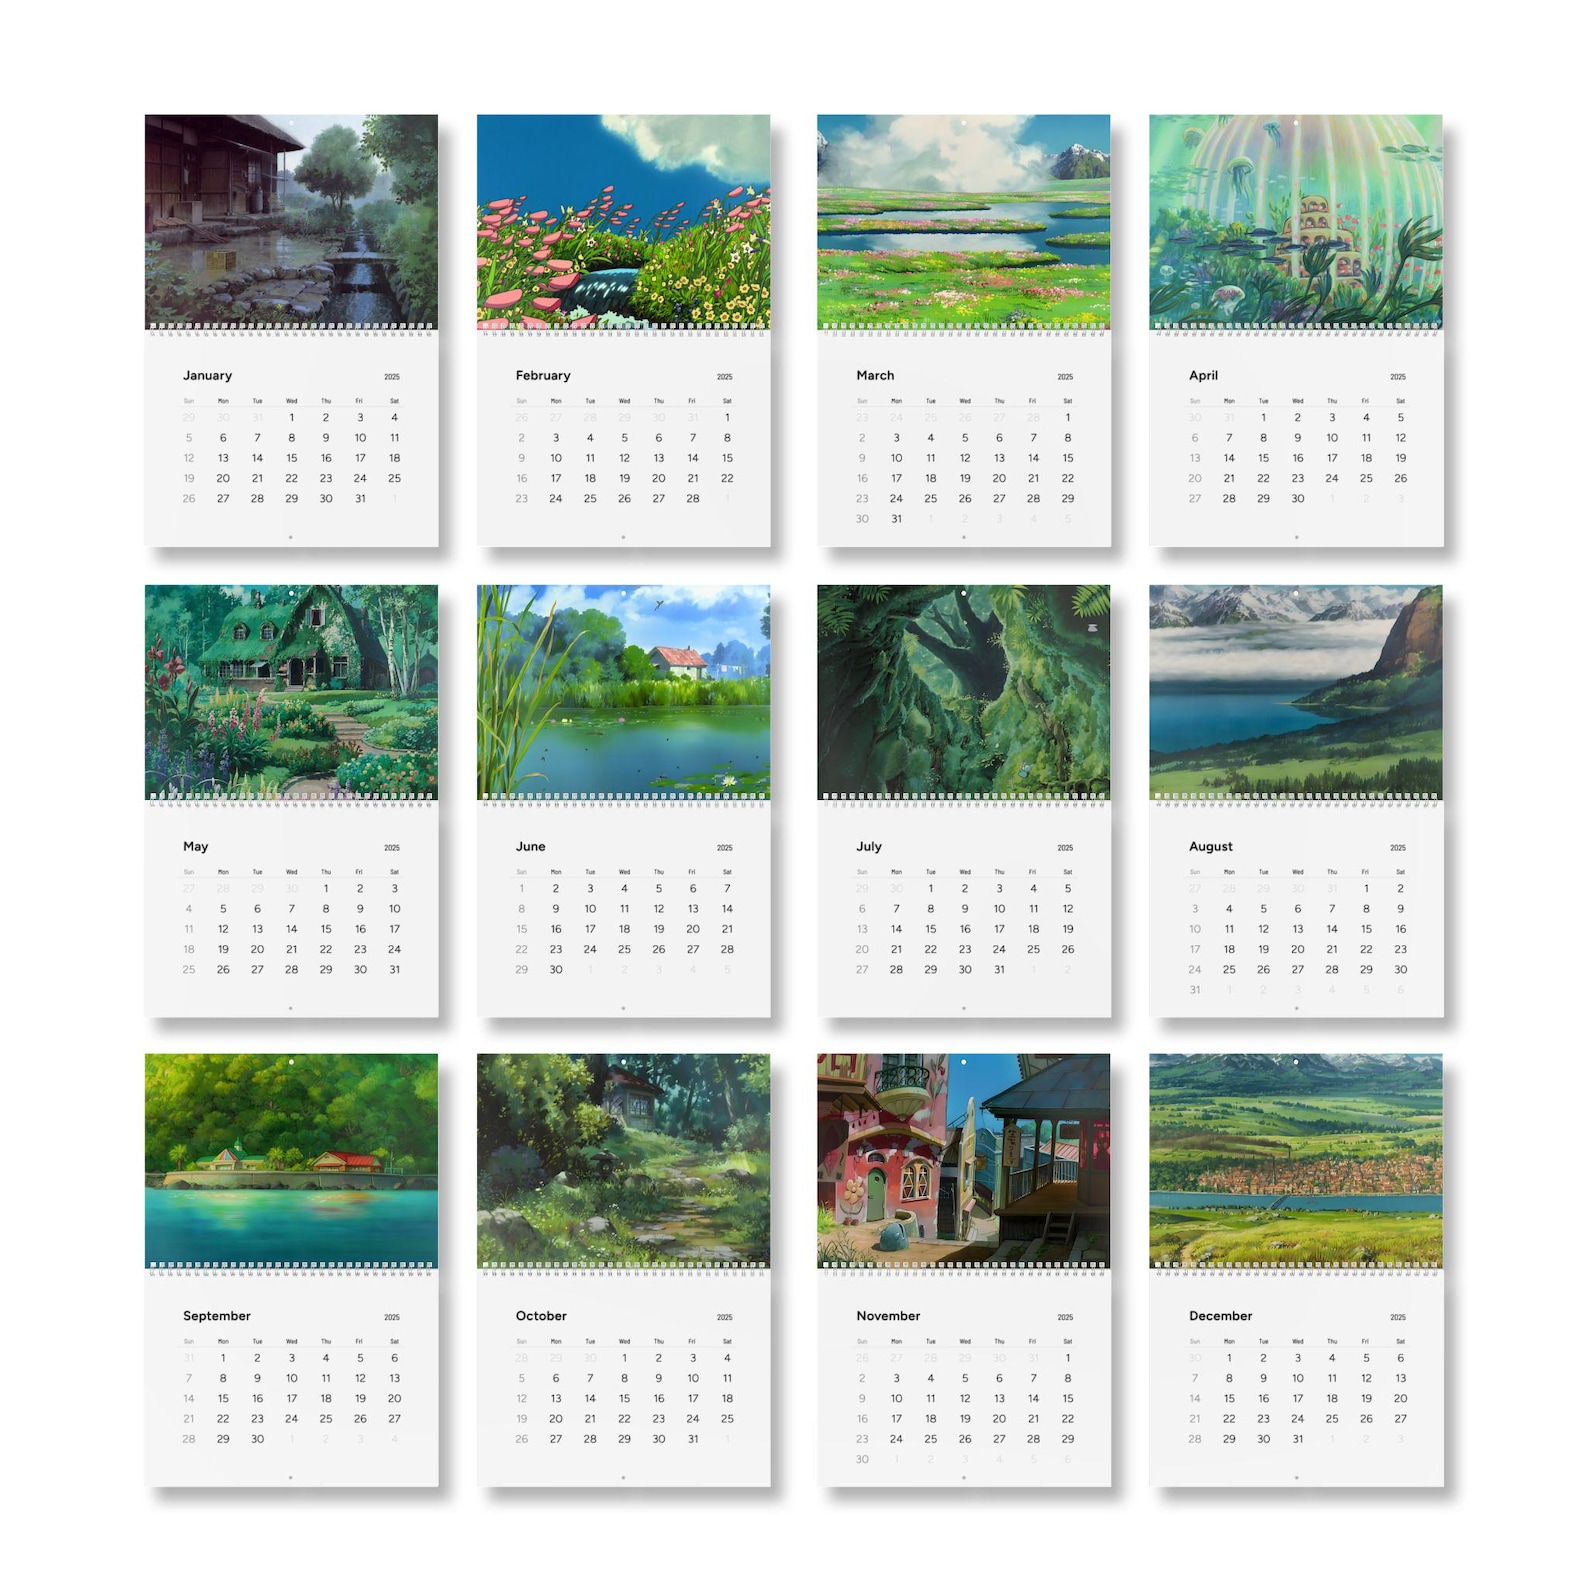 January 2025
Sun Mon Tue Wed Thu Fri Sat
29 30 31 1 2 3 4
5 6 7 8 9 10 11
12 13 14 15 16 17 18
19 20 21 22 23 24 25
26 27 28 29 30 31 1
February 2025
Sun Mon Tue Wed Thu Fri Sat
26 27 28 29 30 31 1
2 3 4 5 6 7 8
9 10 11 12 13 14 15
16 17 18 19 20 21 22
23 24 25 26 27 28 1
March 2025
Sun Mon Tue Wed Thu Fri Sat
23 24 25 26 27 28 1
2 3 4 5 6 7 8
9 10 11 12 13 14 15
16 17 18 19 20 21 22
23 24 25 26 27 28 29
30 31 1 2 3 4 5
April 2025
Sun Mon Tue Wed Thu Fri Sat
30 31 1 2 3 4 5
6 7 8 9 10 11 12
13 14 15 16 17 18 19
20 21 22 23 24 25 26
27 28 29 30 1 2 3
May 2025
Sun Mon Tue Wed Thu Fri Sat
27 28 29 30 1 2 3
4 5 6 7 8 9 10
11 12 13 14 15 16 17
18 19 20 21 22 23 24
25 26 27 28 29 30 31
June 2025
Sun Mon Tue Wed Thu Fri Sat
1 2 3 4 5 6 7
8 9 10 11 12 13 14
15 16 17 18 19 20 21
22 23 24 25 26 27 28
29 30 1 2 3 4 5
July 2025
Sun Mon Tue Wed Thu Fri Sat
29 30 1 2 3 4 5
6 7 8 9 10 11 12
13 14 15 16 17 18 19
20 21 22 23 24 25 26
27 28 29 30 31 1 2
August 2025
Sun Mon Tue Wed Thu Fri Sat
27 28 29 30 31 1 2
3 4 5 6 7 8 9
10 11 12 13 14 15 16
17 18 19 20 21 22 23
24 25 26 27 28 29 30
31 1 2 3 4 5 6
September 2025
Sun Mon Tue Wed Thu Fri Sat
31 1 2 3 4 5 6
7 8 9 10 11 12 13
14 15 16 17 18 19 20
21 22 23 24 25 26 27
28 29 30 1 2 3 4
October 2025
Sun Mon Tue Wed Thu Fri Sat
28 29 30 1 2 3 4
5 6 7 8 9 10 11
12 13 14 15 16 17 18
19 20 21 22 23 24 25
26 27 28 29 30 31 1
November 2025
Sun Mon Tue Wed Thu Fri Sat
26 27 28 29 30 31 1
2 3 4 5 6 7 8
9 10 11 12 13 14 15
16 17 18 19 20 21 22
23 24 25 26 27 28 29
30 1 2 3 4 5 6
December 2025
Sun Mon Tue Wed Thu Fri Sat
30 1 2 3 4 5 6
7 8 9 10 11 12 13
14 15 16 17 18 19 20
21 22 23 24 25 26 27
28 29 30 31 1 2 3